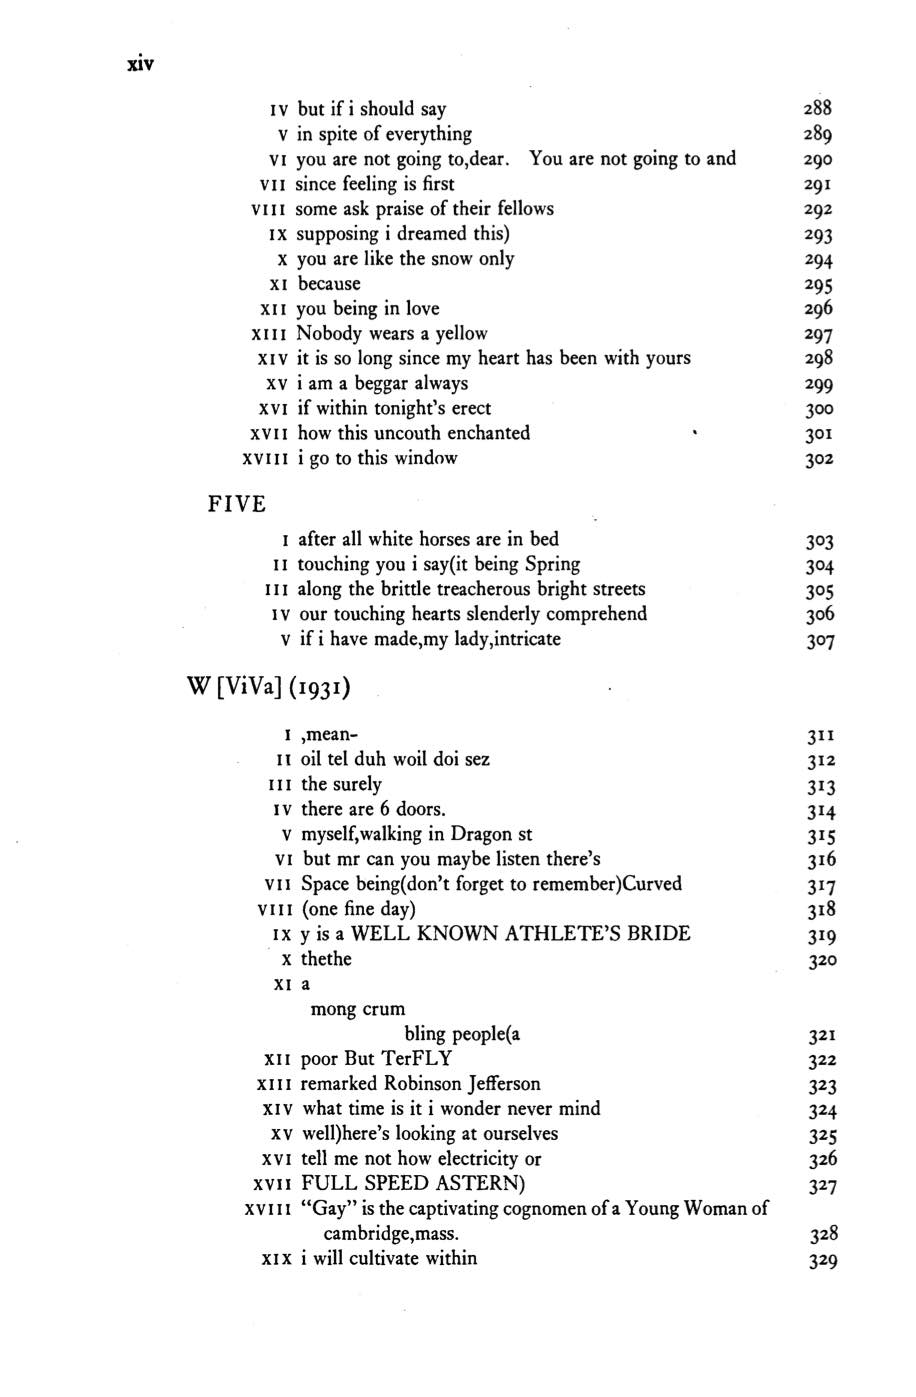 xiv
IV but if i should say 288
V in spite of everything 289
VI you are not going to,dear. You are not going to and 290
VII since feeling is first 291
VIII some ask praise of their fellows 292
IX supposing i dreamed this) 293
X you are like the snow only 294
XI because 295
XII you being in love 296
XIII Nobody wears a yellow 297
XIV it is so long since my heart has been with yours 298
XV i am a beggar always 299
XVI if within tonight's erect 300
XVII how this uncouth enchanted 301
XVIII i go to this window 302
FIVE
I after all white horses are in bed 303
II touching you i say(it being Spring 304
III along the brittle treacherous bright streets 305
IV our touching hearts slenderly comprehend 306
V if i have made,my lady,intricate 307
W [ViVa] (1931)
I ,mean- 311
II oil tel duh woil doi sez 312
III the surely 313
IV there are 6 doors. 314
V myself,walking in Dragon st 315
VI but mr can you maybe listen there's 316
VII Space being(don't forget to remember)Curved 317
VIII (one fine day) 318
IX y is a WELL KNOWN ATHLETE'S BRIDE 319
X thethe 320
XI a
mong crum
bling people(a 321
XII poor But TerFLY 322
XIII remarked Robinson Jefferson 323
XIV what time is it i wonder never mind 324
XV well)here's looking at ourselves 325
XVI tell me not how electricity or 326
XVII FULL SPEED ASTERN) 327
XVIII "Gay" is the captivating cognomen of a Young Woman of
cambridge,mass. 328
XIX i will cultivate within 329